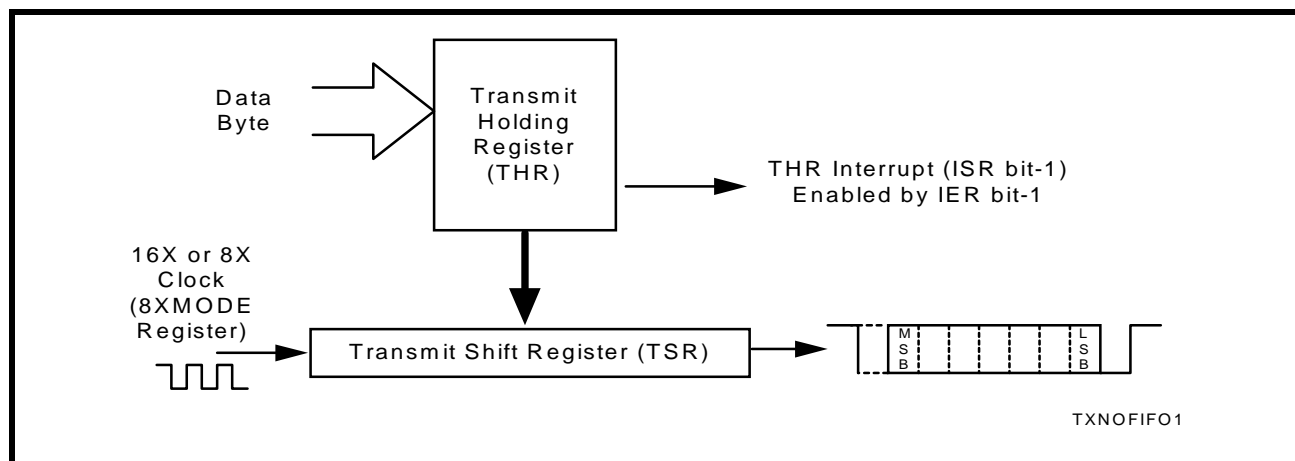 Data
Byte
Transmit
Holding
Register
(THR)
THR Interrupt (ISR bit-1)
Enabled by IER bit-1
16X or 8X
Clock
(8XMODE
Register)
Transmit Shift Register (TSR)
M
S
B
L
S
B
TXNOFIFO1